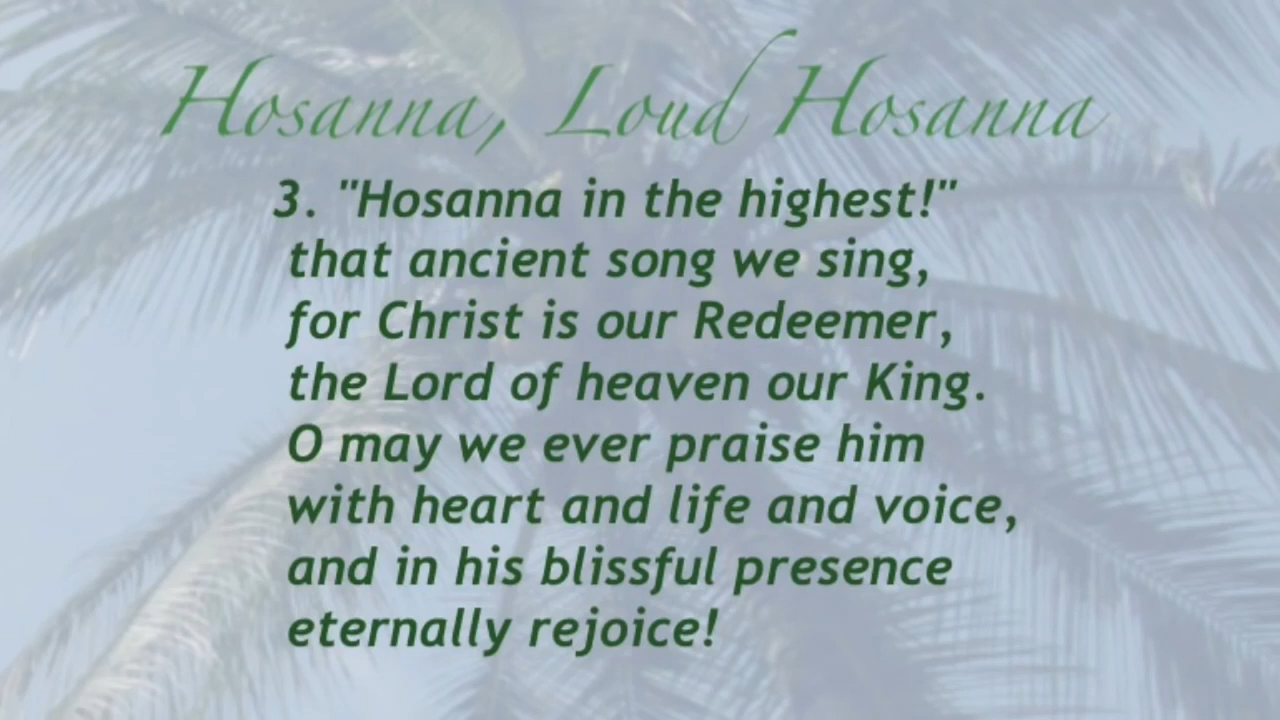 Hosanna, Loud Hosanna
3. "Hosanna in the highest!"
that ancient song we sing,
for Christ is our Redeemer,
the Lord of heaven our King.
O may we ever praise him
with heart and life and voice,
and in his blissful presence
eternally rejoice!